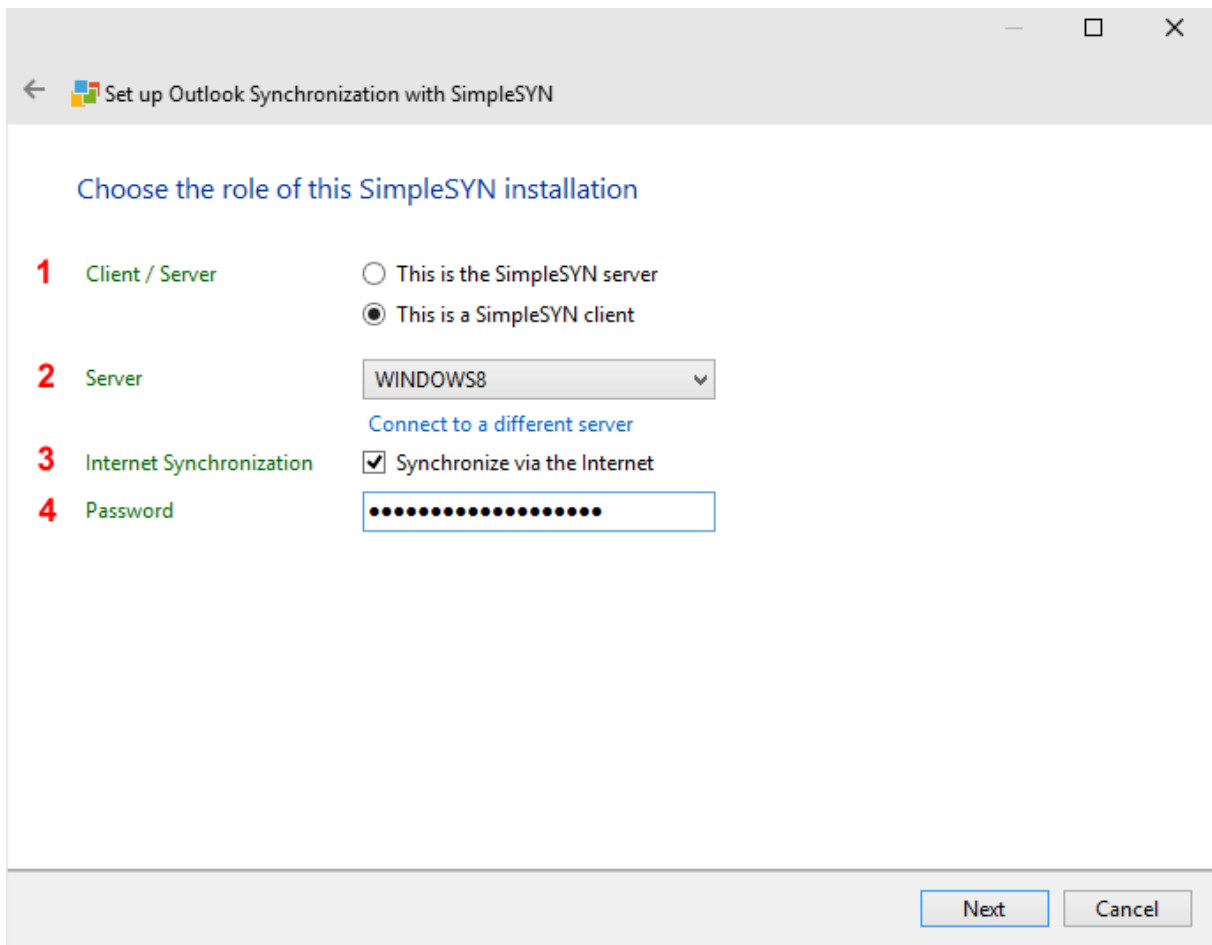 Set up Outlook Synchronization with SimpleSYN
Choose the role of this SimpleSYN installation
1 Client / Server This is the SimpleSYN server
This is a SimpleSYN client
2 Server WINDOWS8
Connect to a different server
3 Internet Synchronization Synchronize via the Internet
4 Password ●●●●●●●●●●●●●●●●●●●
Next Cancel